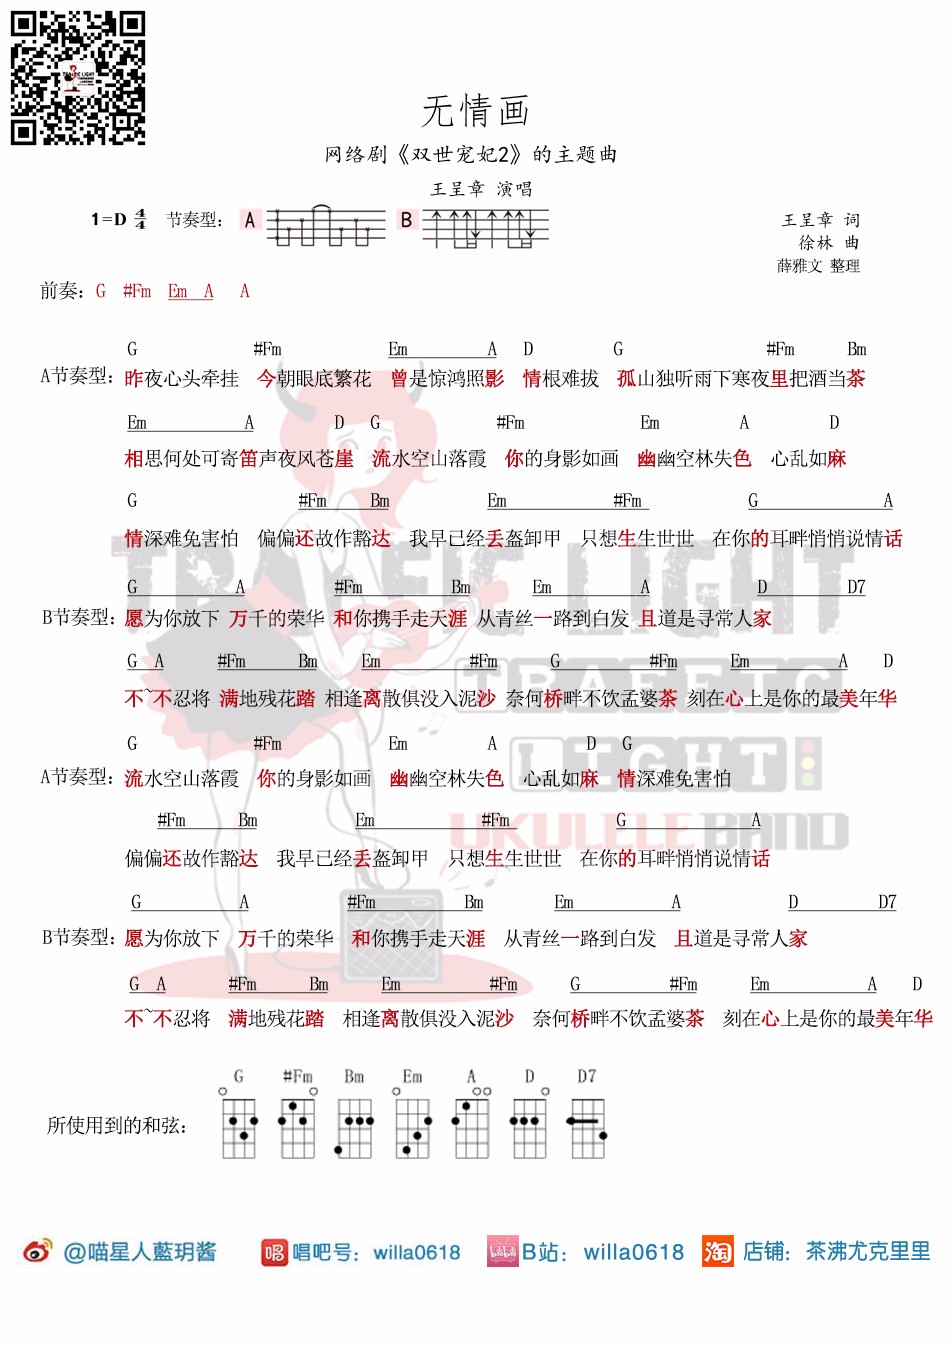 TRAFFIC LIGHT
无情画
网络剧《双世宠妃2》的主题曲
王呈章 演唱
1=D 4/4 节奏型： A B
王呈章 词
徐林 曲
薛雅文 整理
前奏：G #Fm Em A A
G #Fm Em A D G #Fm Bm
A节奏型：昨夜心头牵挂 今朝眼底繁花 曾是惊鸿照影 情根难拔 孤山独听雨下寒夜里把酒当茶
Em A D G #Fm Em A D
相思何处可寄笛声夜风苍崖 流水空山落霞 你的身影如画 幽幽空林失色 心乱如麻
G #Fm Bm Em #Fm G A
情深难免害怕 偏偏还故作豁达 我早已经丢盔卸甲 只想生生世世 在你的耳畔悄悄说情话
G A #Fm Bm Em A D D7
B节奏型：愿为你放下 万千的荣华 和你携手走天涯 从青丝一路到白发 且道是寻常人家
G A #Fm Bm Em #Fm G #Fm Em A D
不~不忍将 满地残花踏 相逢离散俱没入泥沙 奈何桥畔不饮孟婆茶 刻在心上是你的最美年华
G #Fm Em A D G
A节奏型：流水空山落霞 你的身影如画 幽幽空林失色 心乱如麻 情深难免害怕
#Fm Bm Em #Fm G A
偏偏还故作豁达 我早已经丢盔卸甲 只想生生世世 在你的耳畔悄悄说情话
G A #Fm Bm Em A D D7
B节奏型：愿为你放下 万千的荣华 和你携手走天涯 从青丝一路到白发 且道是寻常人家
G A #Fm Bm Em #Fm G #Fm Em A D
不~不忍将 满地残花踏 相逢离散俱没入泥沙 奈何桥畔不饮孟婆茶 刻在心上是你的最美年华
TRAFFIC LIGHT
TRAFFIC
LIGHT
UKULELEBAND
G #Fm Bm Em A D D7
所使用到的和弦：
@喵星人藍玥酱 唱 唱吧号：willa0618 bilibili B站：willa0618 淘 店铺：茶沸尤克里里